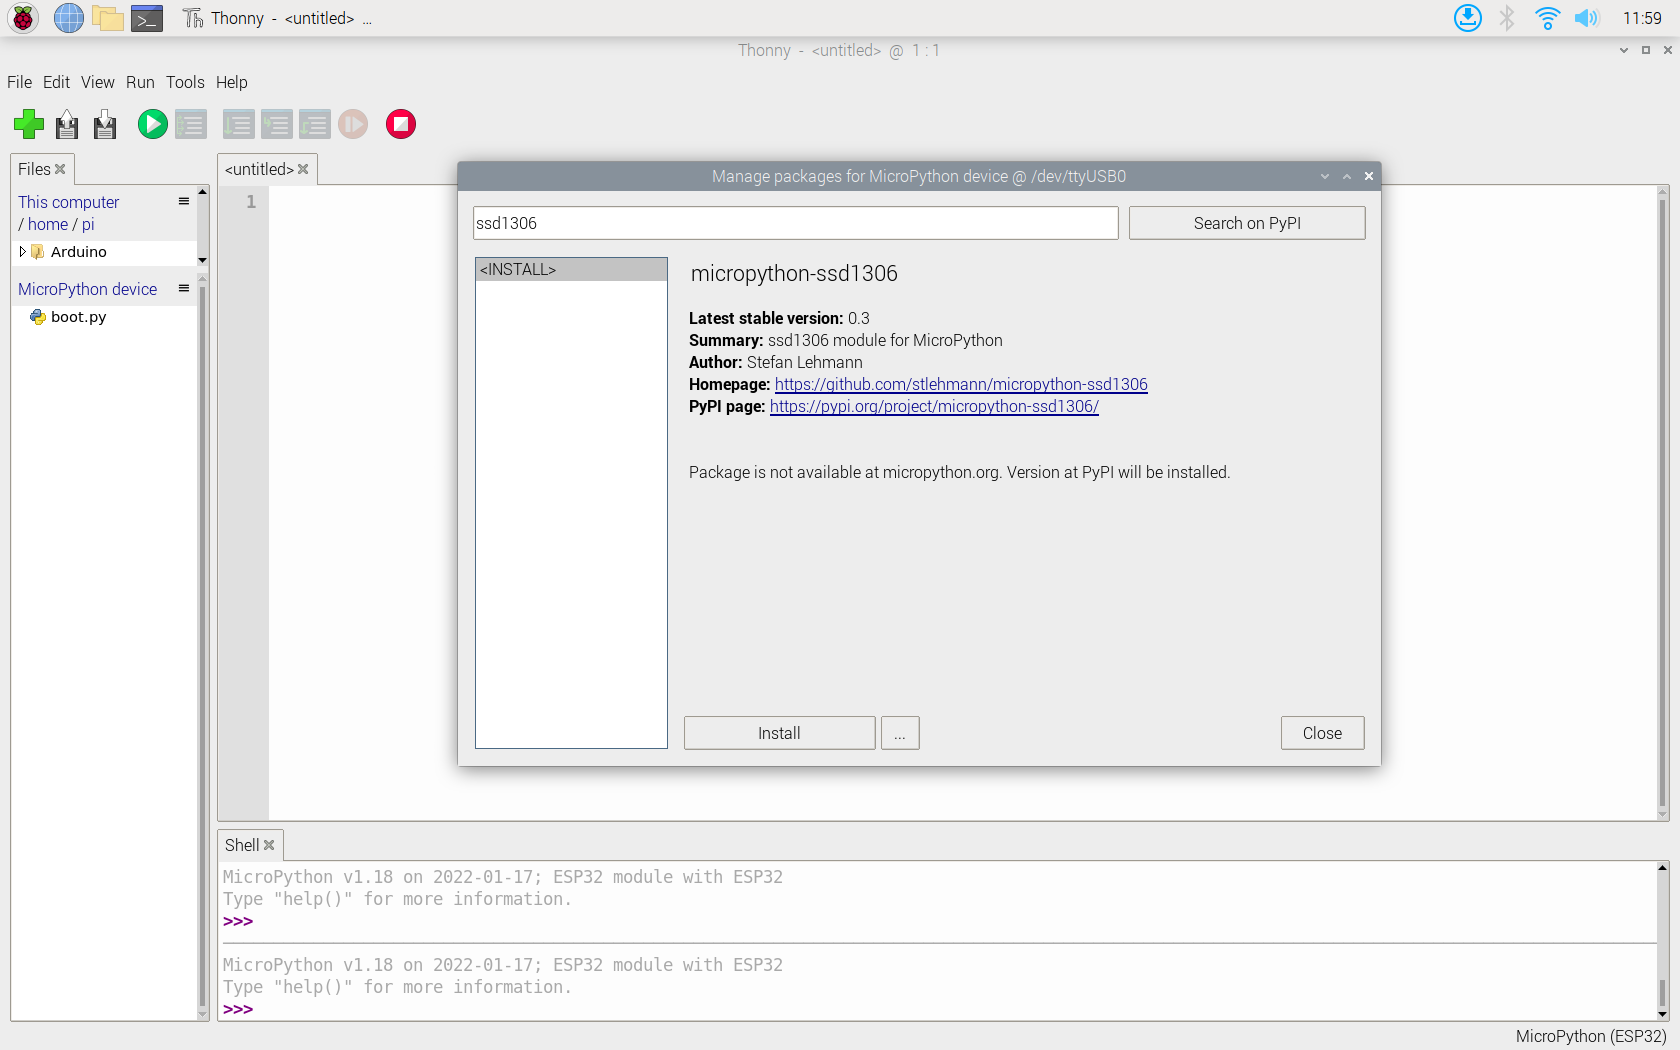 Thonny - <untitled> ...
11:59
Thonny - <untitled> @ 1 : 1
File Edit View Run Tools Help
Files
<untitled>
This computer
/ home / pi
Arduino
MicroPython device
boot.py
1
Manage packages for MicroPython device @ /dev/ttyUSB0
ssd1306
Search on PyPI
<INSTALL>
micropython-ssd1306
Latest stable version: 0.3
Summary: ssd1306 module for MicroPython
Author: Stefan Lehmann
Homepage: https://github.com/stlehmann/micropython-ssd1306
PyPI page: https://pypi.org/project/micropython-ssd1306/
Package is not available at micropython.org. Version at PyPI will be installed.
Install
...
Close
Shell
MicroPython v1.18 on 2022-01-17; ESP32 module with ESP32
Type "help()" for more information.
>>>
MicroPython v1.18 on 2022-01-17; ESP32 module with ESP32
Type "help()" for more information.
>>>
MicroPython (ESP32)